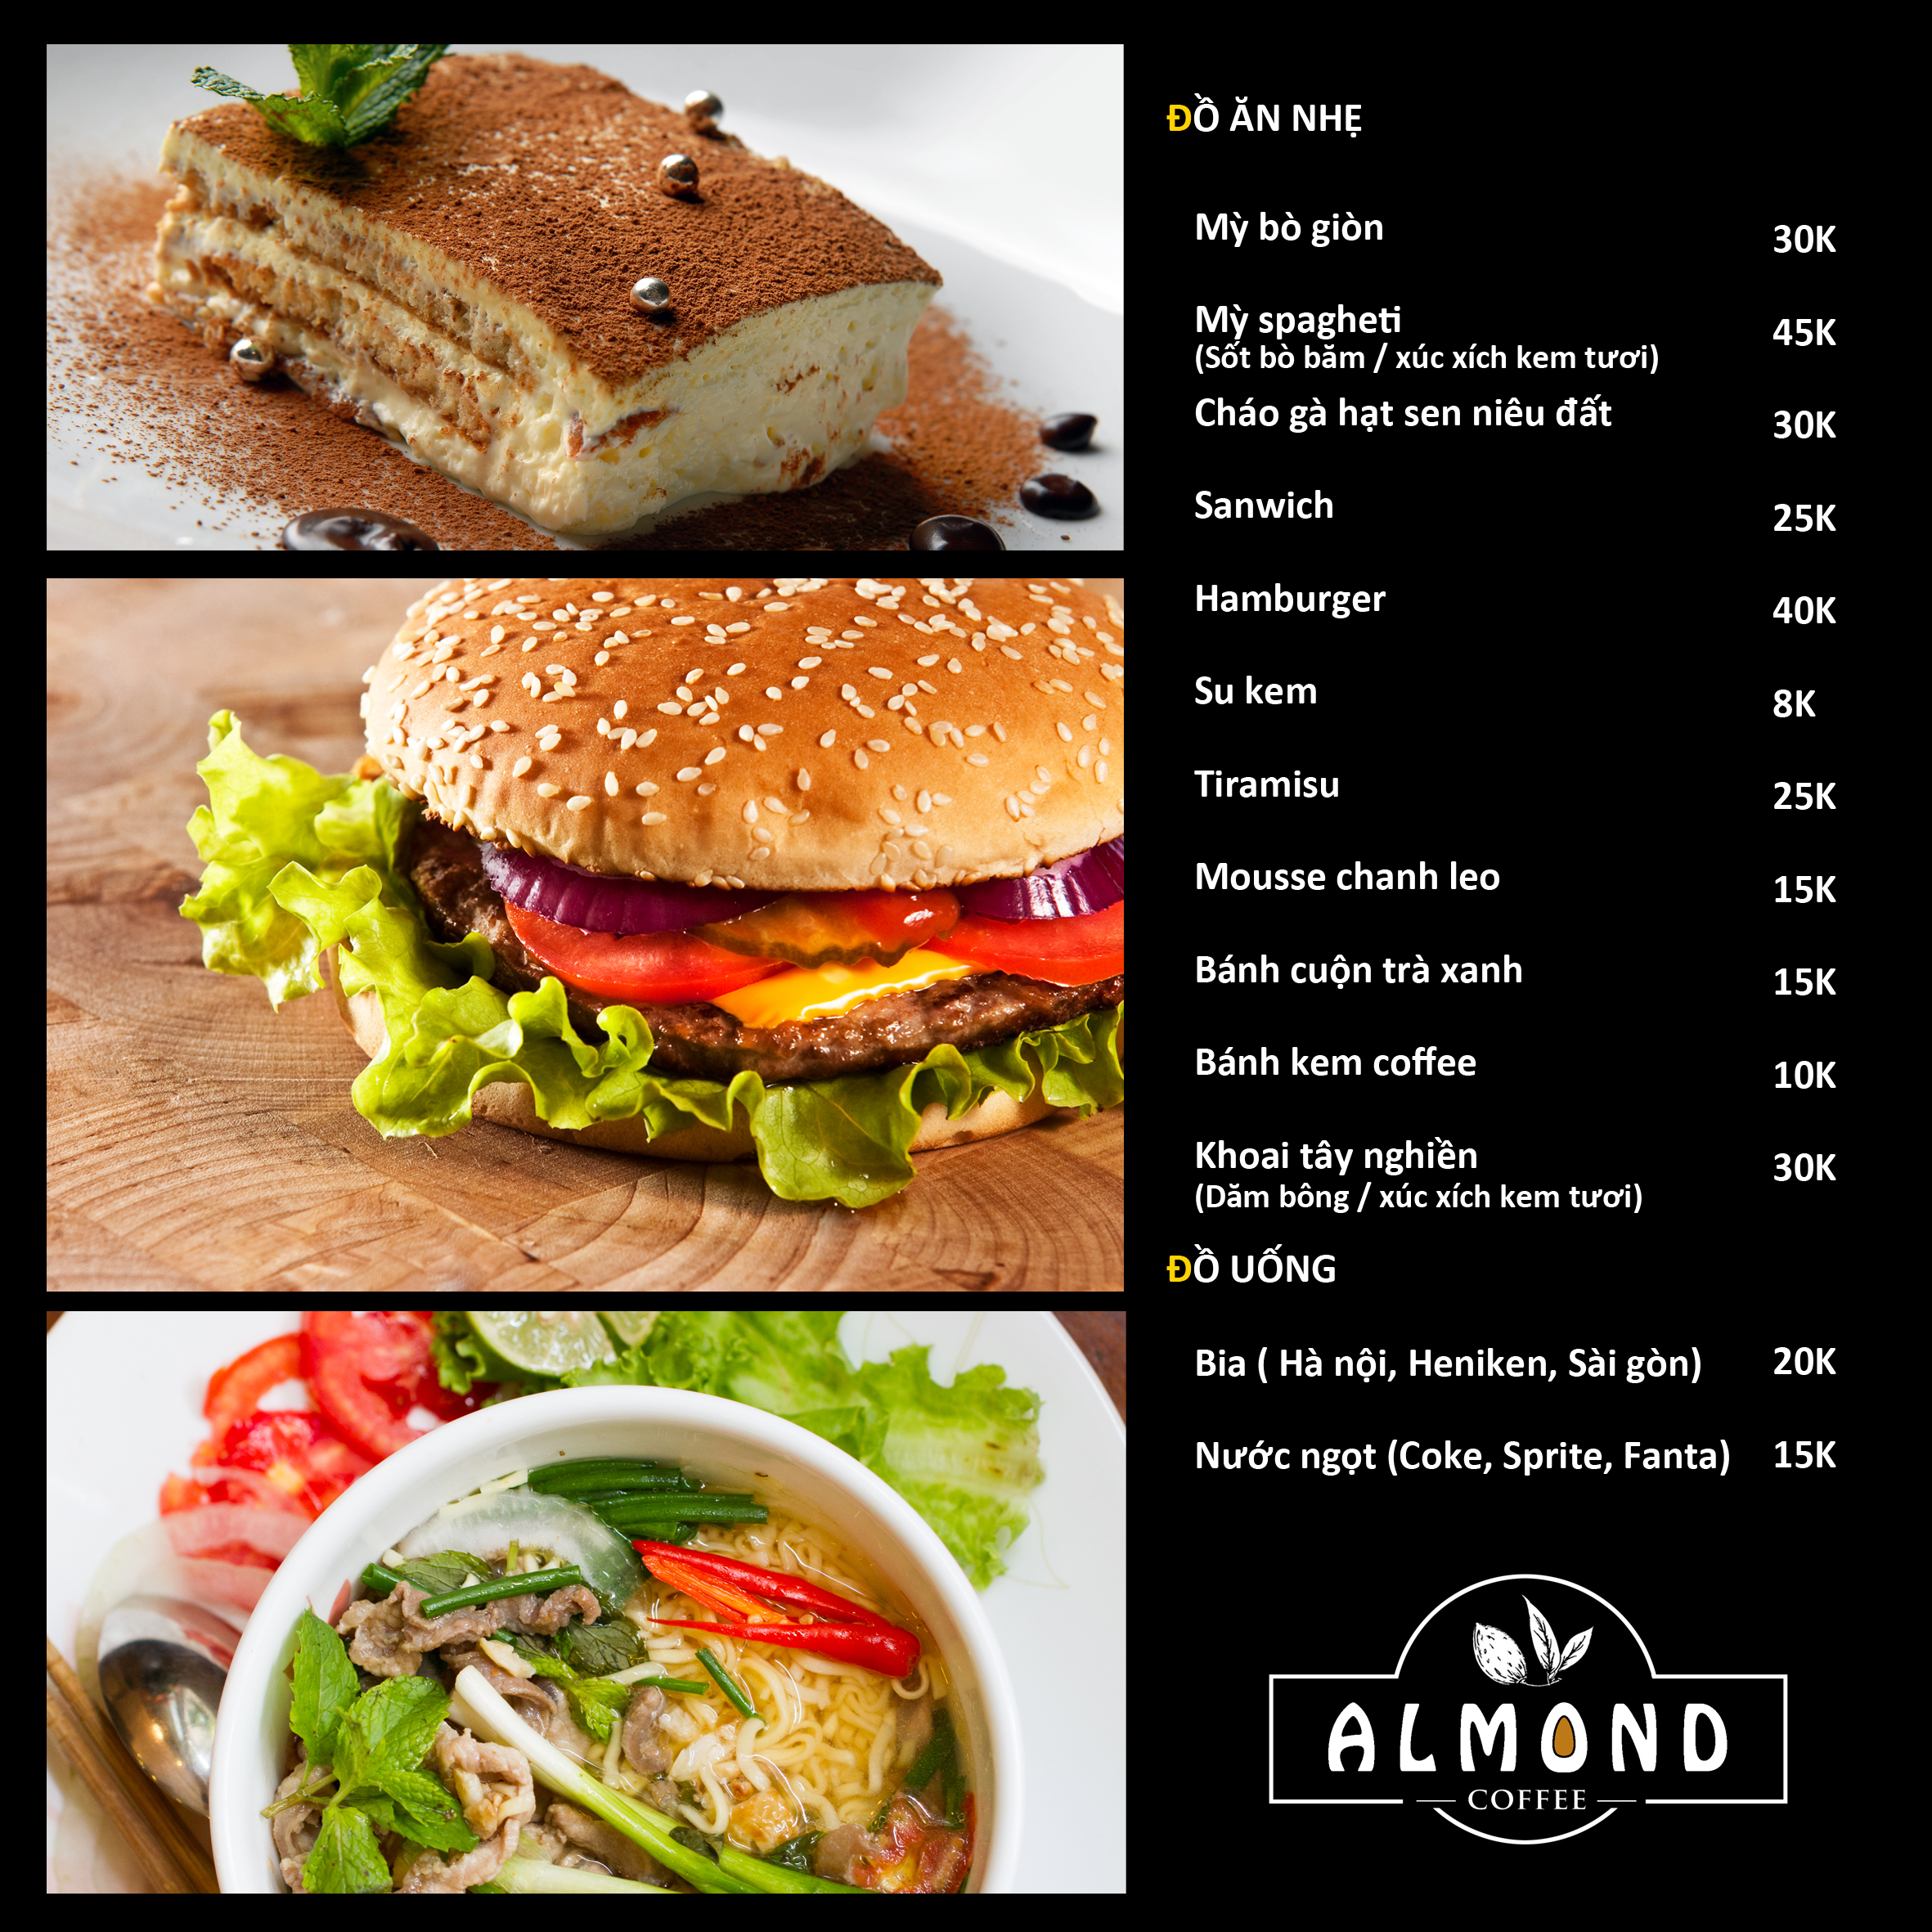 ĐỒ ĂN NHẸ
Mỳ bò giòn 30K
Mỳ spagheti 45K
(Sốt bò băm / xúc xích kem tươi)
Cháo gà hạt sen niêu đất 30K
Sanwich 25K
Hamburger 40K
Su kem 8K
Tiramisu 25K
Mousse chanh leo 15K
Bánh cuộn trà xanh 15K
Bánh kem coffee 10K
Khoai tây nghiền 30K
(Dăm bông / xúc xích kem tươi)
ĐỒ UỐNG
Bia ( Hà nội, Heniken, Sài gòn) 20K
Nước ngọt (Coke, Sprite, Fanta) 15K
ALMOND
COFFEE